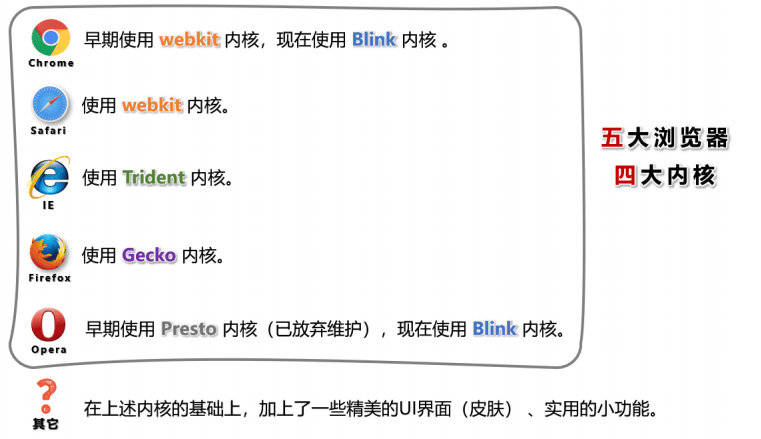 早期使用 webkit 内核，现在使用 Blink 内核 。
Chrome
使用 webkit 内核。
Safari
五大浏览器
四大内核
使用 Trident 内核。
IE
使用 Gecko 内核。
Firefox
早期使用 Presto 内核（已放弃维护），现在使用 Blink 内核。
Opera
在上述内核的基础上，加上了一些精美的UI界面（皮肤）、实用的小功能。
其它